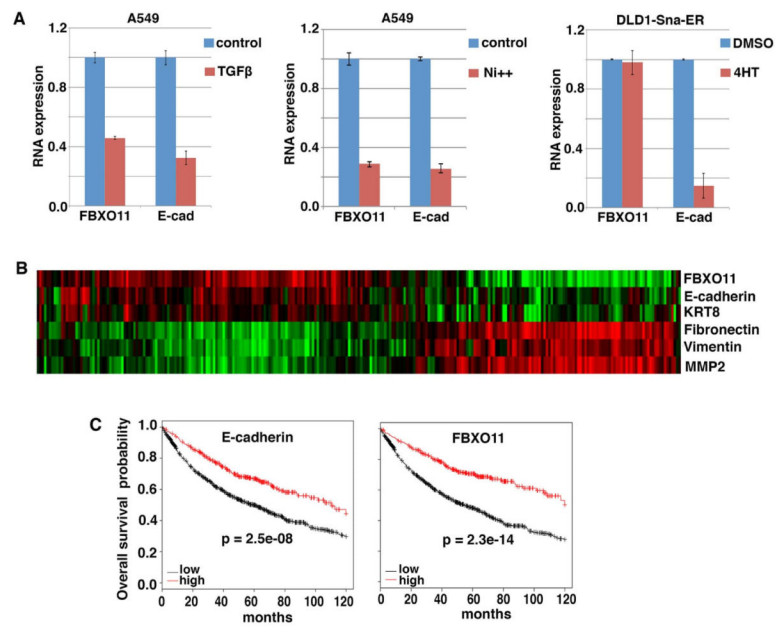 A
A549
RNA expression
1.2
0.8
0.4
0.0
control
TGFβ
FBXO11
E-cad
A549
RNA expression
1.2
0.8
0.4
0.0
control
Ni++
FBXO11
E-cad
DLD1-Sna-ER
RNA expression
1.2
0.8
0.4
0.0
DMSO
4HT
FBXO11
E-cad
B
FBXO11
E-cadherin
KRT8
Fibronectin
Vimentin
MMP2
C
Overall survival probability
1.0
0.8
0.6
0.4
0.2
0.0
E-cadherin
p = 2.5e-08
low
high
0 20 40 60 80 100 120
months
FBXO11
p = 2.3e-14
low
high
0 20 40 60 80 100 120
months